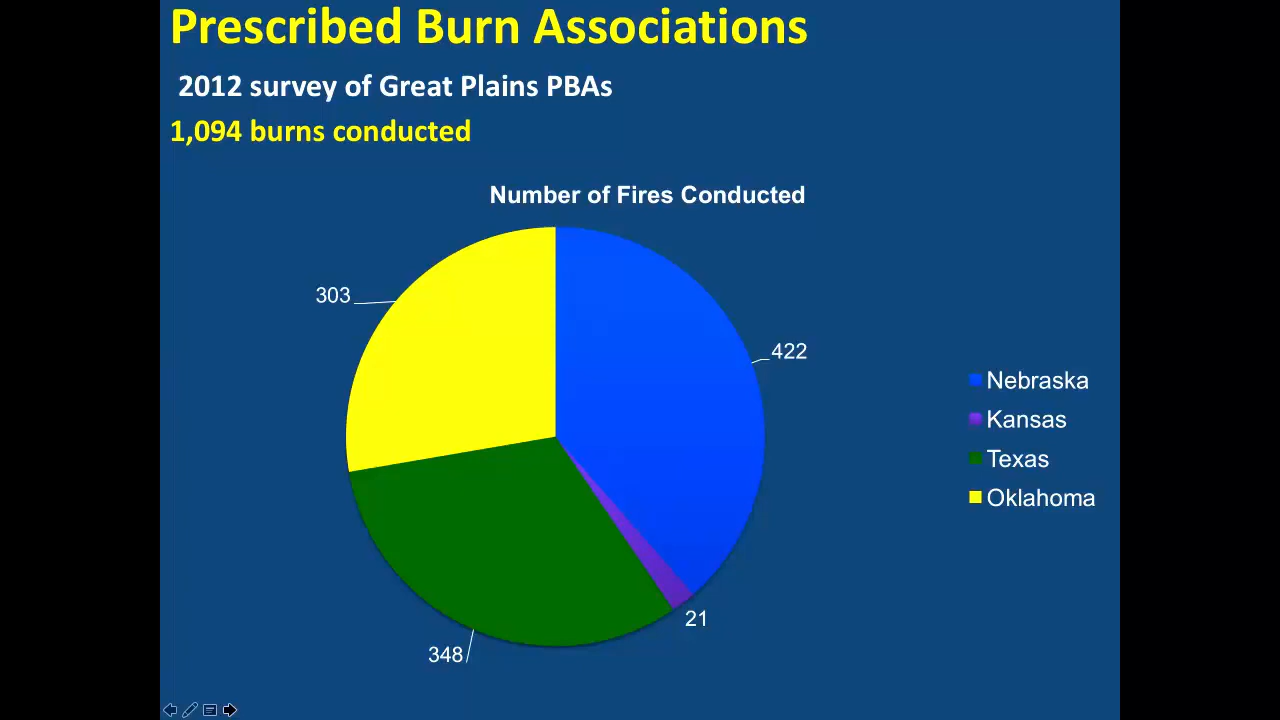 Prescribed Burn Associations
2012 survey of Great Plains PBAs
1,094 burns conducted
Number of Fires Conducted
303
422
Nebraska
Kansas
Texas
Oklahoma
21
348